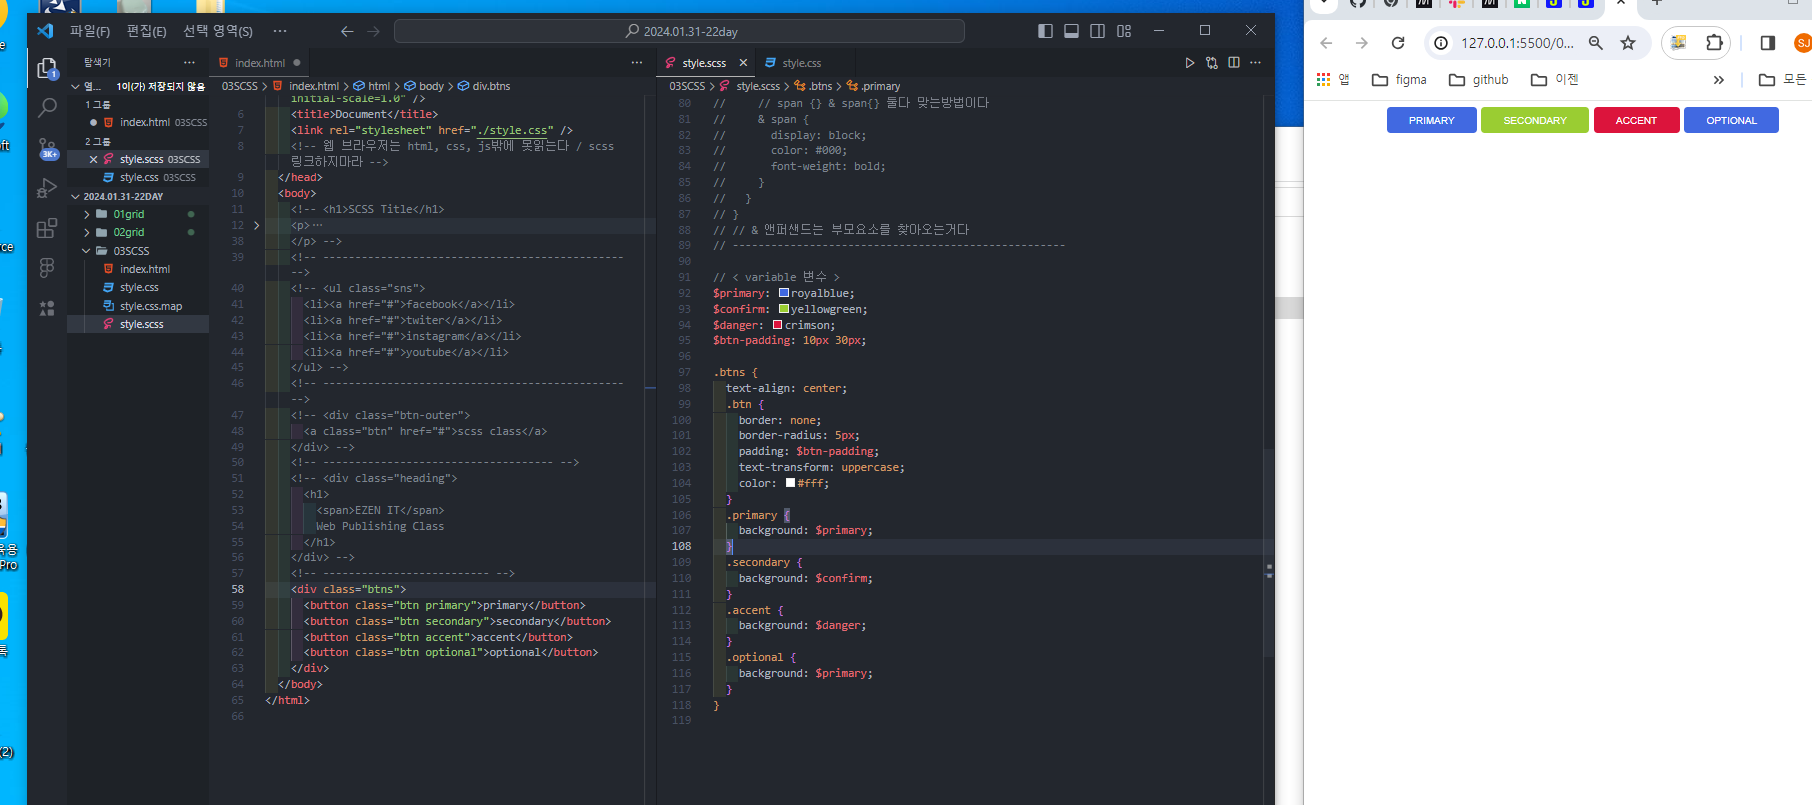 파일(F) 편집(E) 선택 영역(S) ···
2024.01.31-22day
탐색기 ···
열... 1이(가) 저장되지 않음
1 그룹
index.html 03SCSS
2 그룹
style.scss 03SCSS
style.css 03SCSS
2024.01.31-22DAY
01grid
02grid
03SCSS
index.html
style.css
style.css.map
style.scss
1
3K+
index.html
03SCSS > index.html > html > body > div.btns
initial-scale=1.0" />
6 <title>Document</title>
7 <link rel="stylesheet" href="./style.css" />
8 <!-- 웹 브라우저는 html, css, js밖에 못읽는다 / scss
링크하지마라 -->
9 </head>
10 <body>
11 <!-- <h1>SCSS Title</h1>
12 <p>···
38 </p> -->
39 <!-- -----------------------------------------------
-->
40 <!-- <ul class="sns">
41 <li><a href="#">facebook</a></li>
42 <li><a href="#">twiter</a></li>
43 <li><a href="#">instagram</a></li>
44 <li><a href="#">youtube</a></li>
45 </ul> -->
46 <!-- -----------------------------------------------
-->
47 <!-- <div class="btn-outer">
48 <a class="btn" href="#">scss class</a>
49 </div> -->
50 <!-- ------------------------------------ -->
51 <!-- <div class="heading">
52 <h1>
53 <span>EZEN IT</span>
54 Web Publishing Class
55 </h1>
56 </div> -->
57 <!-- -------------------------- -->
58 <div class="btns">
59 <button class="btn primary">primary</button>
60 <button class="btn secondary">secondary</button>
61 <button class="btn accent">accent</button>
62 <button class="btn optional">optional</button>
63 </div>
64 </body>
65 </html>
66
style.scss style.css
03SCSS > style.scss > .btns > .primary
80 // // span {} & span{} 둘다 맞는방법이다
81 // & span {
82 // display: block;
83 // color: #000;
84 // font-weight: bold;
85 // }
86 // }
87 // }
88 // // & 앤퍼샌드는 부모요소를 찾아오는거다
89 // ----------------------------------------------------
90
91 // < variable 변수 >
92 $primary: royalblue;
93 $confirm: yellowgreen;
94 $danger: crimson;
95 $btn-padding: 10px 30px;
96
97 .btns {
98 text-align: center;
99 .btn {
100 border: none;
101 border-radius: 5px;
102 padding: $btn-padding;
103 text-transform: uppercase;
104 color: #fff;
105 }
106 .primary {
107 background: $primary;
108 }
109 .secondary {
110 background: $confirm;
111 }
112 .accent {
113 background: $danger;
114 }
115 .optional {
116 background: $primary;
117 }
118 }
119
127.0.0.1:5500/0...
SJ
앱 figma github 이젠 » 모든
PRIMARY SECONDARY ACCENT OPTIONAL
Pro
(2)